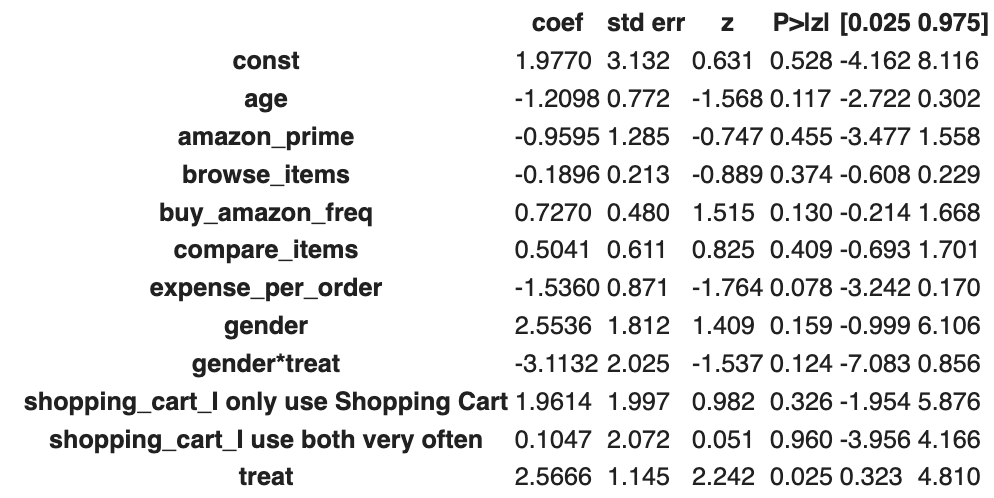 coef std err z P>|z| [0.025 0.975]
const 1.9770 3.132 0.631 0.528 -4.162 8.116
age -1.2098 0.772 -1.568 0.117 -2.722 0.302
amazon_prime -0.9595 1.285 -0.747 0.455 -3.477 1.558
browse_items -0.1896 0.213 -0.889 0.374 -0.608 0.229
buy_amazon_freq 0.7270 0.480 1.515 0.130 -0.214 1.668
compare_items 0.5041 0.611 0.825 0.409 -0.693 1.701
expense_per_order -1.5360 0.871 -1.764 0.078 -3.242 0.170
gender 2.5536 1.812 1.409 0.159 -0.999 6.106
gender*treat -3.1132 2.025 -1.537 0.124 -7.083 0.856
shopping_cart_I only use Shopping Cart 1.9614 1.997 0.982 0.326 -1.954 5.876
shopping_cart_I use both very often 0.1047 2.072 0.051 0.960 -3.956 4.166
treat 2.5666 1.145 2.242 0.025 0.323 4.810